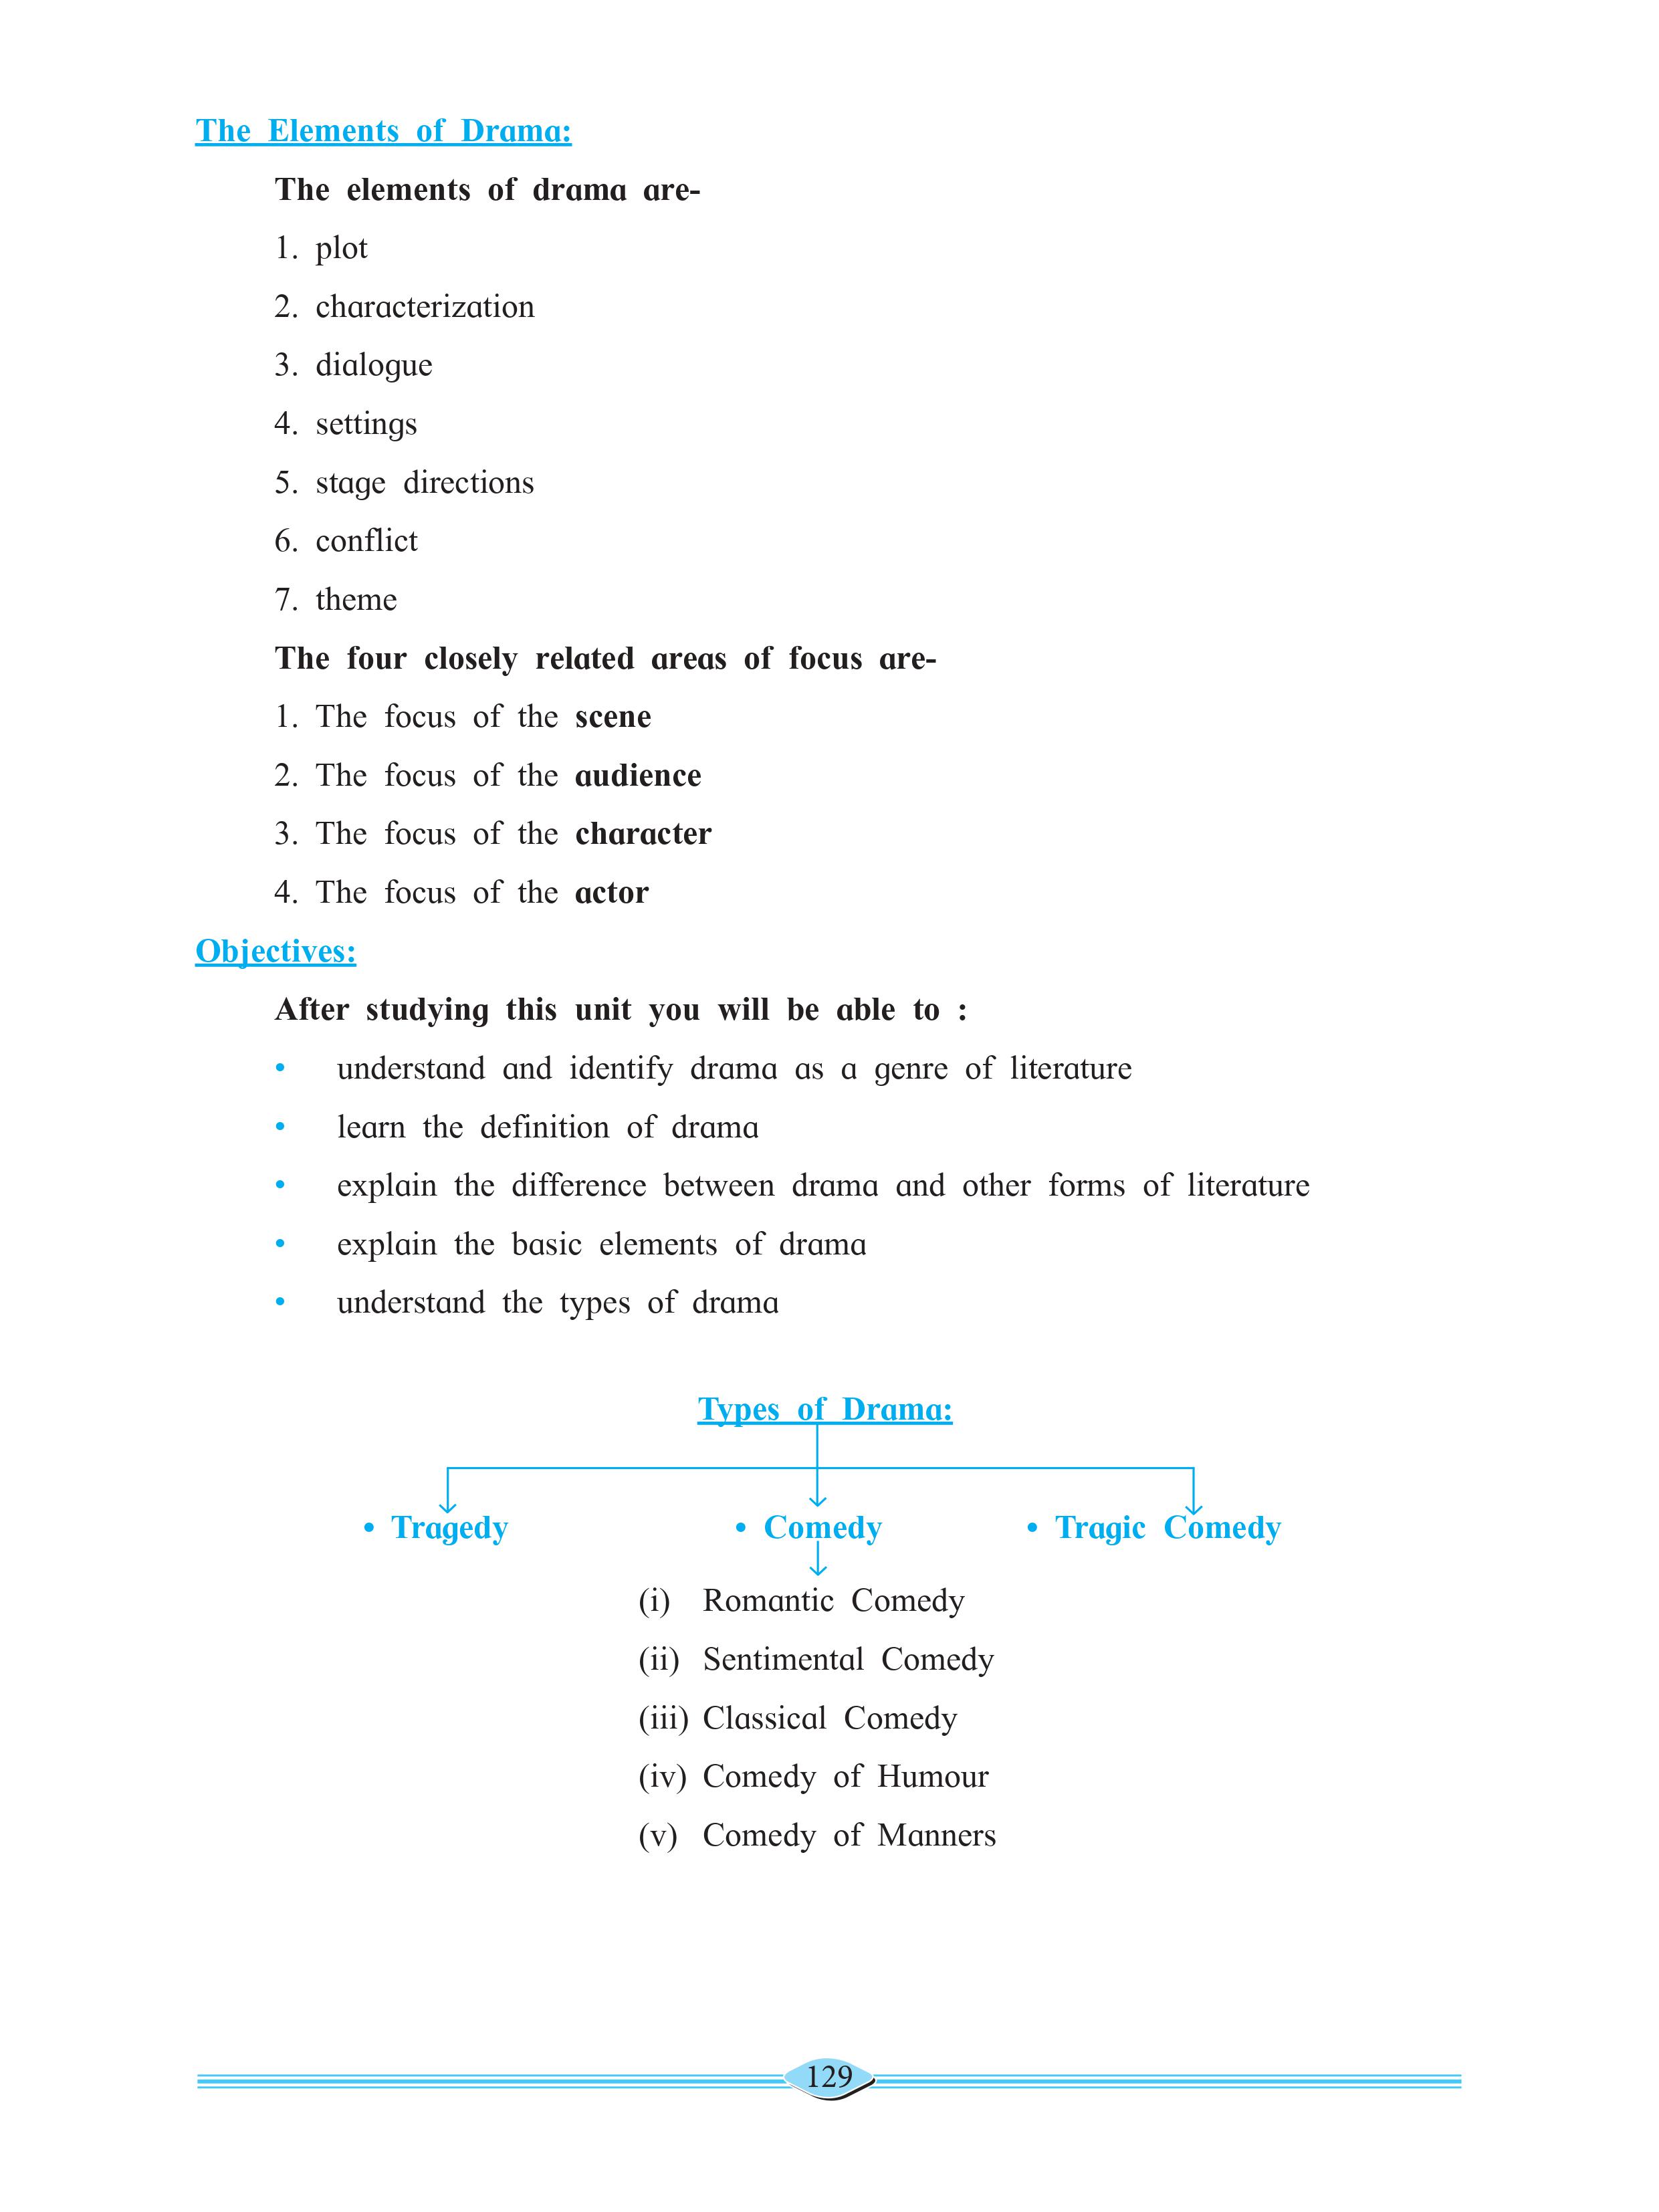 The Elements of Drama:
The elements of drama are-
1. plot
2. characterization
3. dialogue
4. settings
5. stage directions
6. conflict
7. theme
The four closely related areas of focus are-
1. The focus of the scene
2. The focus of the audience
3. The focus of the character
4. The focus of the actor
Objectives:
After studying this unit you will be able to :
• understand and identify drama as a genre of literature
• learn the definition of drama
• explain the difference between drama and other forms of literature
• explain the basic elements of drama
• understand the types of drama
Types of Drama:
• Tragedy • Comedy • Tragic Comedy
(i) Romantic Comedy
(ii) Sentimental Comedy
(iii) Classical Comedy
(iv) Comedy of Humour
(v) Comedy of Manners
129